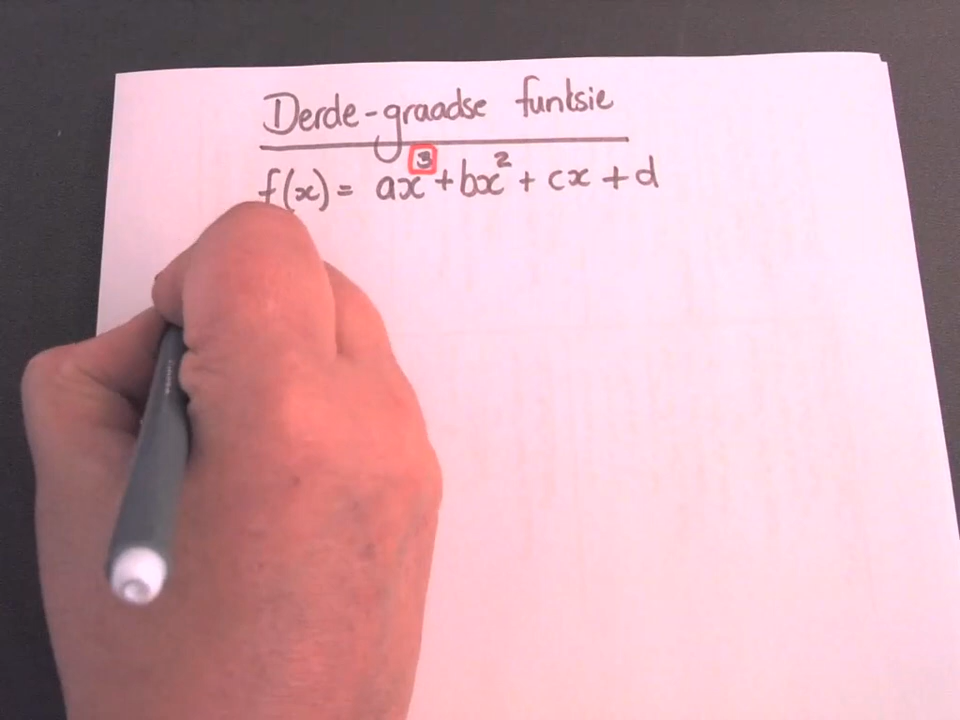 Derde-graadse funksie
f(x) = ax³ + bx² + cx + d